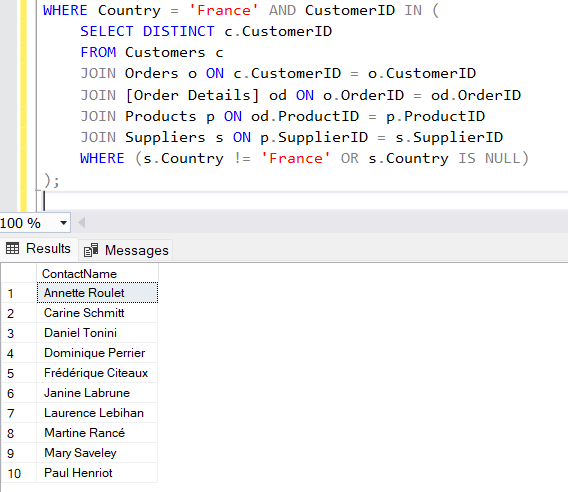 WHERE Country = 'France' AND CustomerID IN (
SELECT DISTINCT c.CustomerID
FROM Customers c
JOIN Orders o ON c.CustomerID = o.CustomerID
JOIN [Order Details] od ON o.OrderID = od.OrderID
JOIN Products p ON od.ProductID = p.ProductID
JOIN Suppliers s ON p.SupplierID = s.SupplierID
WHERE (s.Country != 'France' OR s.Country IS NULL)
);
100 %
Results Messages
ContactName
1 Annette Roulet
2 Carine Schmitt
3 Daniel Tonini
4 Dominique Perrier
5 Frédérique Citeaux
6 Janine Labrune
7 Laurence Lebihan
8 Martine Rancé
9 Mary Saveley
10 Paul Henriot